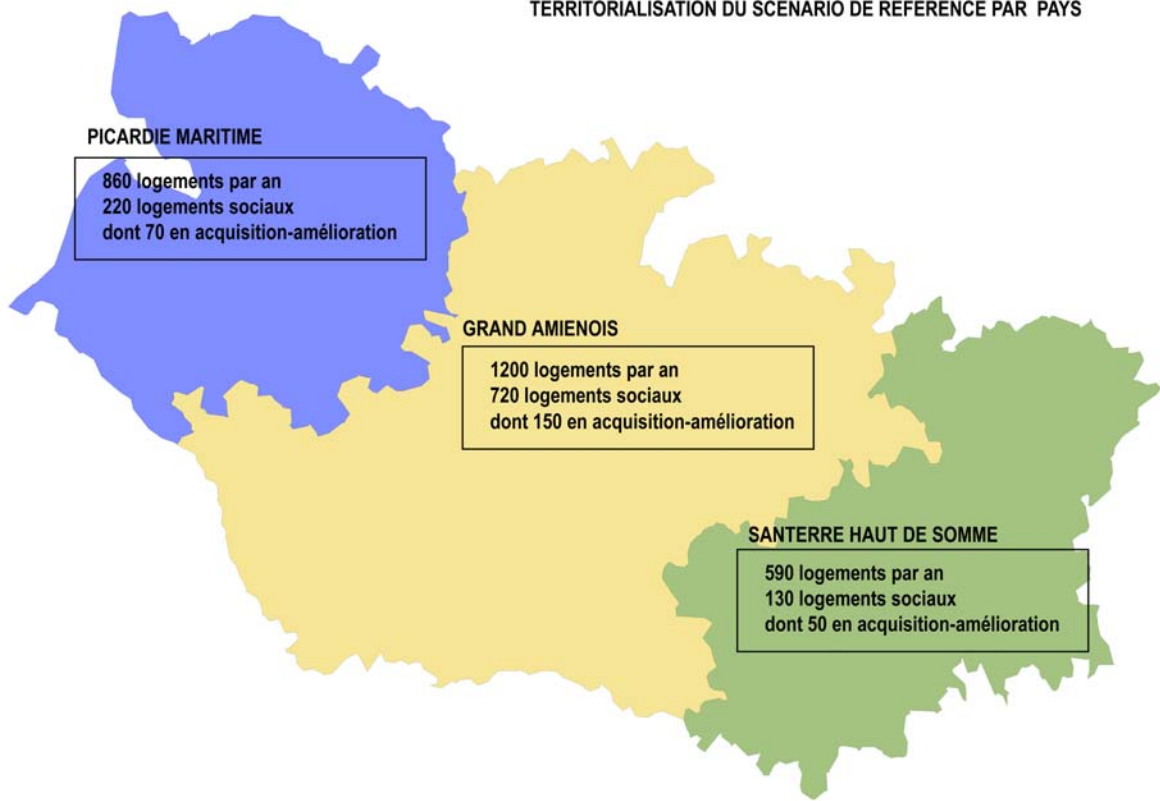 TERRITORIALISATION DU SCENARIO DE REFERENCE PAR PAYS
PICARDIE MARITIME
860 logements par an
220 logements sociaux
dont 70 en acquisition-amélioration
GRAND AMIENOIS
1200 logements par an
720 logements sociaux
dont 150 en acquisition-amélioration
SANTERRE HAUT DE SOMME
590 logements par an
130 logements sociaux
dont 50 en acquisition-amélioration